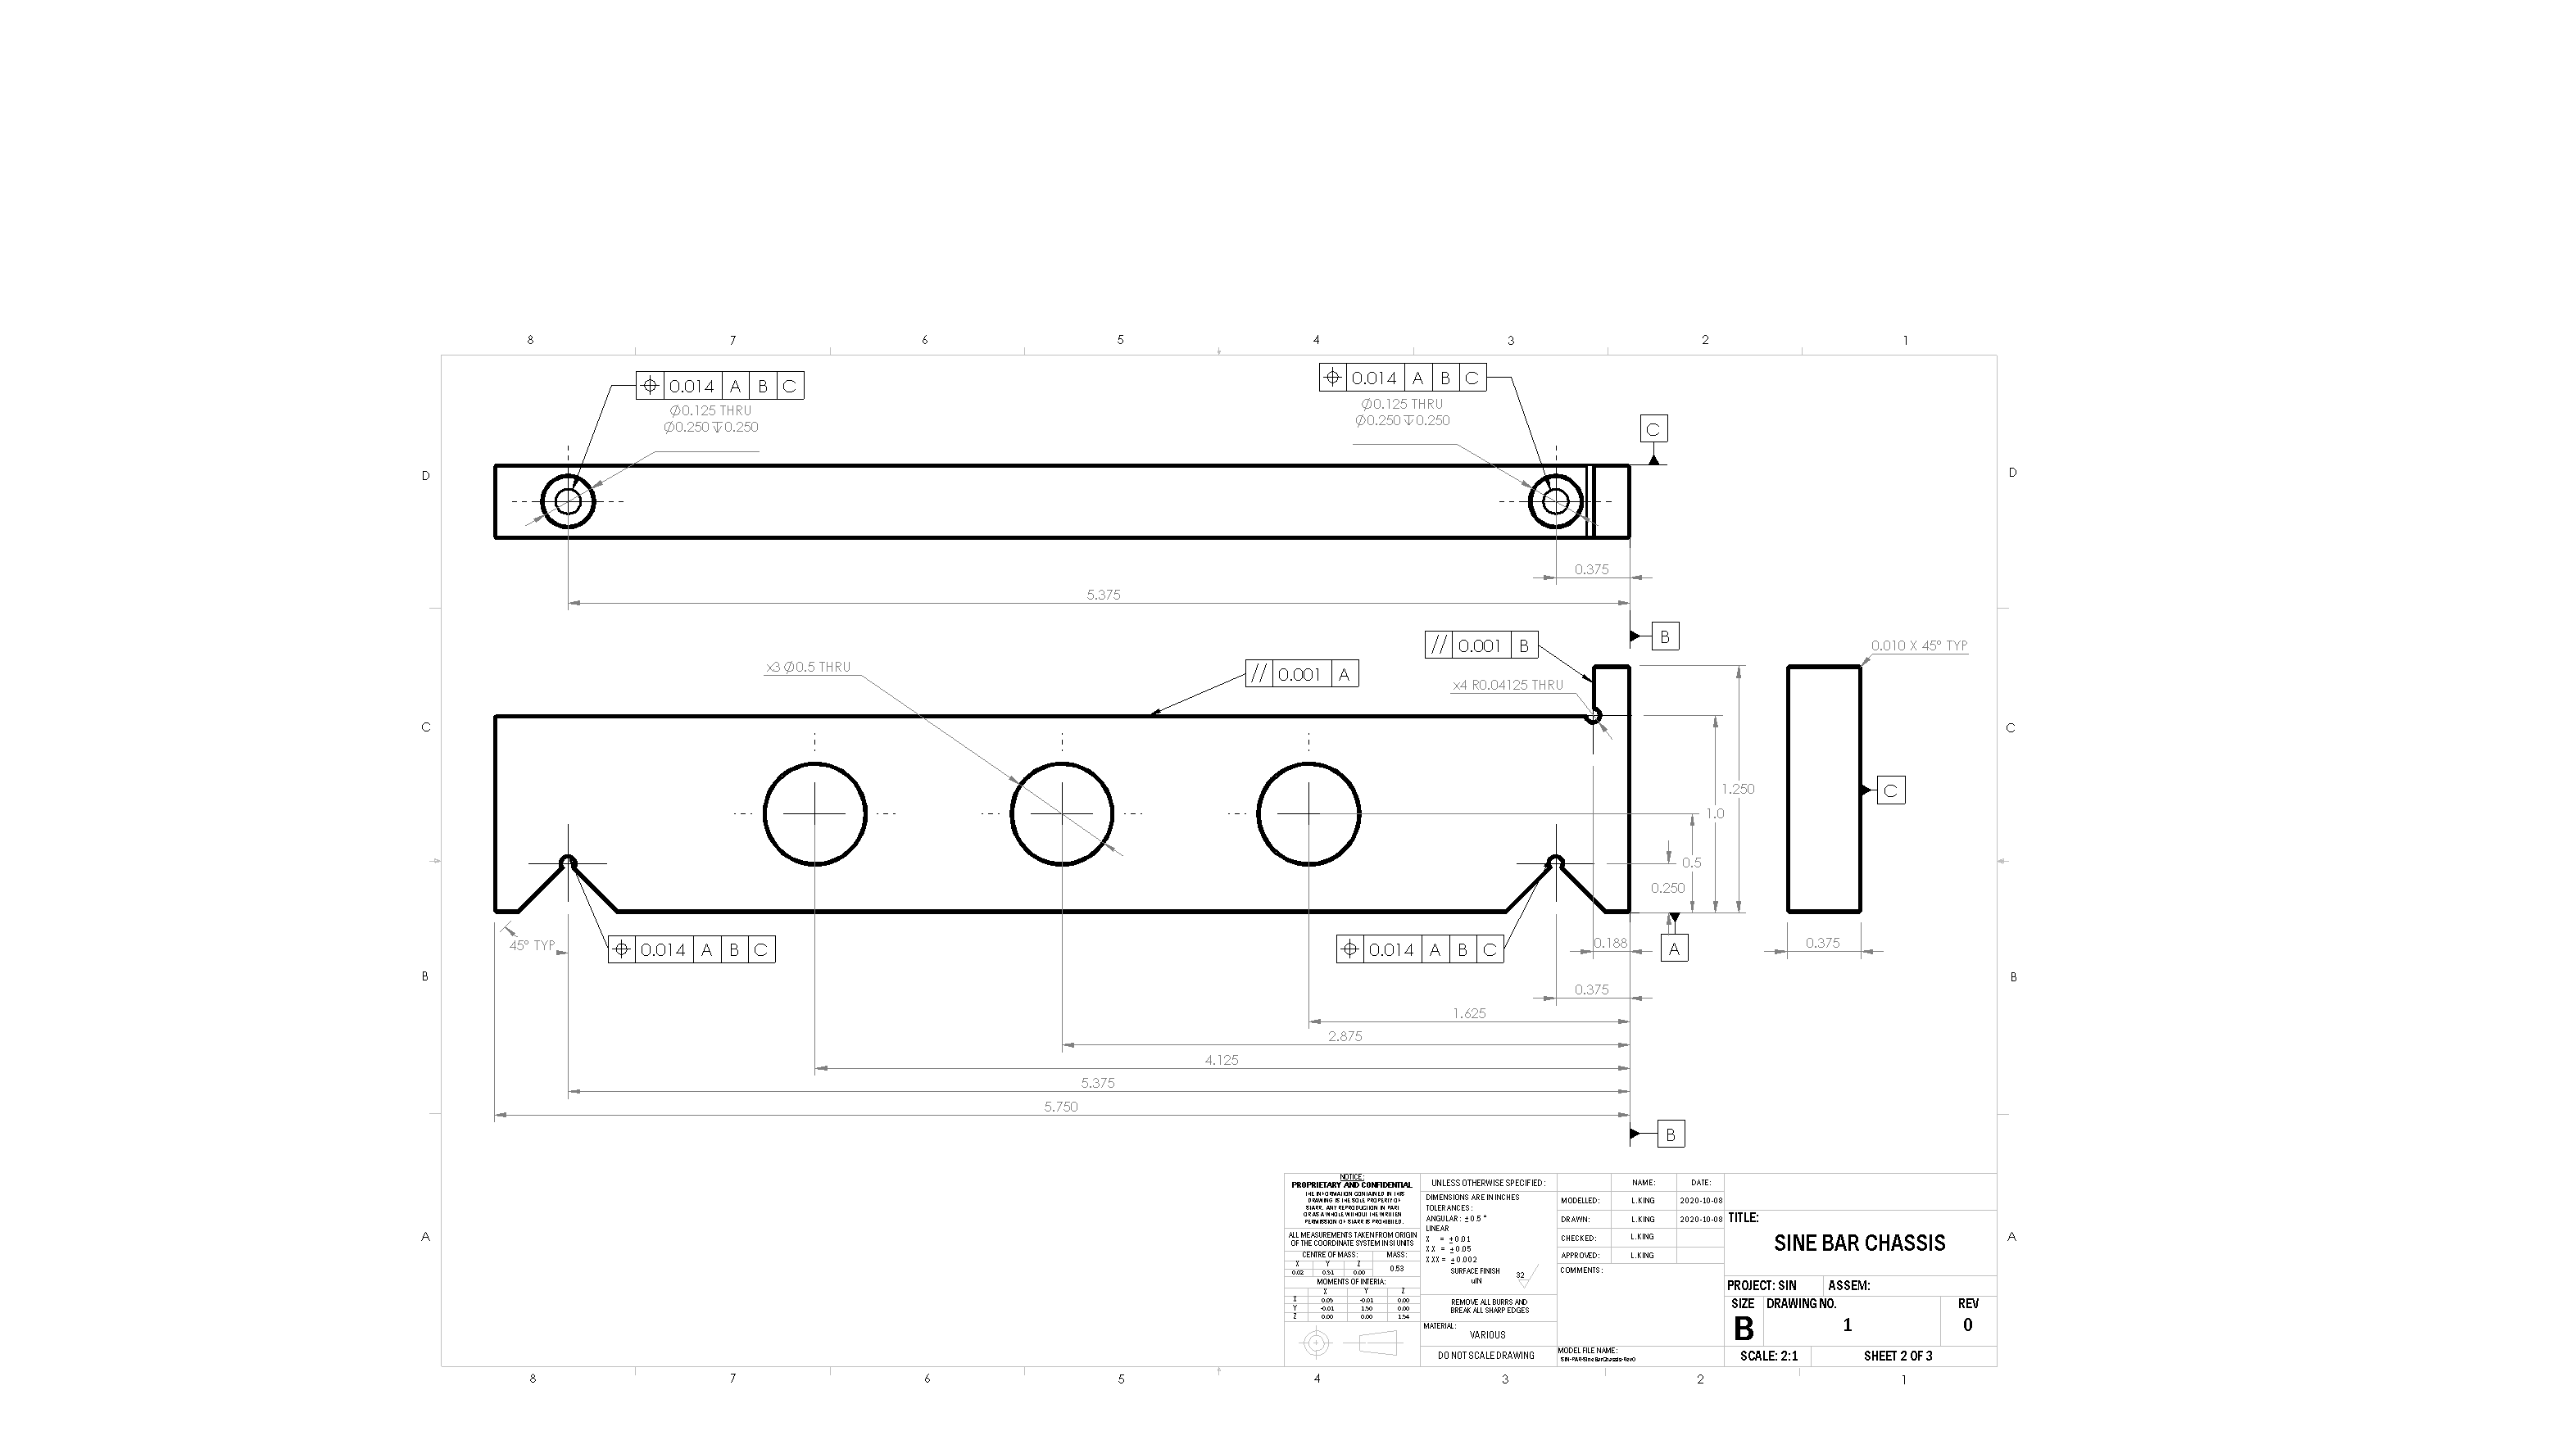 8 7 6 5 4 3 2 1
⌖ 0.014 A B C
Ø0.125 THRU
Ø0.250 ↧ 0.250
⌖ 0.014 A B C
Ø0.125 THRU
Ø0.250 ↧ 0.250
C
D D
0.375
5.375
B
// 0.001 B
0.010 X 45° TYP
x3 Ø0.5 THRU
// 0.001 A
x4 R0.04125 THRU
C C
1.250
C
1.0
0.5
0.250
45° TYP
⌖ 0.014 A B C
⌖ 0.014 A B C
0.188
A
0.375
B B
0.375
1.625
2.875
4.125
5.375
5.750
B
NOTICE:
PROPRIETARY AND CONFIDENTIAL
THE INFORMATION CONTAINED IN THIS
DRAWING IS THE SOLE PROPERTY OF
STARK. ANY REPRODUCTION IN PART
OR AS A WHOLE WITHOUT THE WRITTEN
PERMISSION OF STARK IS PROHIBITED.
ALL MEASUREMENTS TAKEN FROM ORIGIN
OF THE COORDINATE SYSTEM IN SI UNITS
CENTRE OF MASS: MASS:
X Y Z
0.02 0.51 0.00 0.53
MOMENTS OF INTERIA:
X Y Z
X 0.05 -0.01 0.00
Y -0.01 1.50 0.00
Z 0.00 0.00 1.54
UNLESS OTHERWISE SPECIFIED:
DIMENSIONS ARE IN INCHES
TOLERANCES:
ANGULAR: ±0.5 °
LINEAR
X = ±0.01
XX = ±0.05
XXX = ±0.002
SURFACE FINISH 32
uIN
REMOVE ALL BURRS AND
BREAK ALL SHARP EDGES
MATERIAL:
VARIOUS
DO NOT SCALE DRAWING
NAME: DATE:
MODELLED: L.KING 2020-10-08
DRAWN: L.KING 2020-10-08
CHECKED: L.KING
APPROVED: L.KING
COMMENTS:
MODEL FILE NAME:
TITLE:
SINE BAR CHASSIS
PROJECT: SIN ASSEM:
SIZE DRAWING NO. REV
B 1 0
SCALE: 2:1 SHEET 2 OF 3
A A
8 7 6 5 4 3 2 1